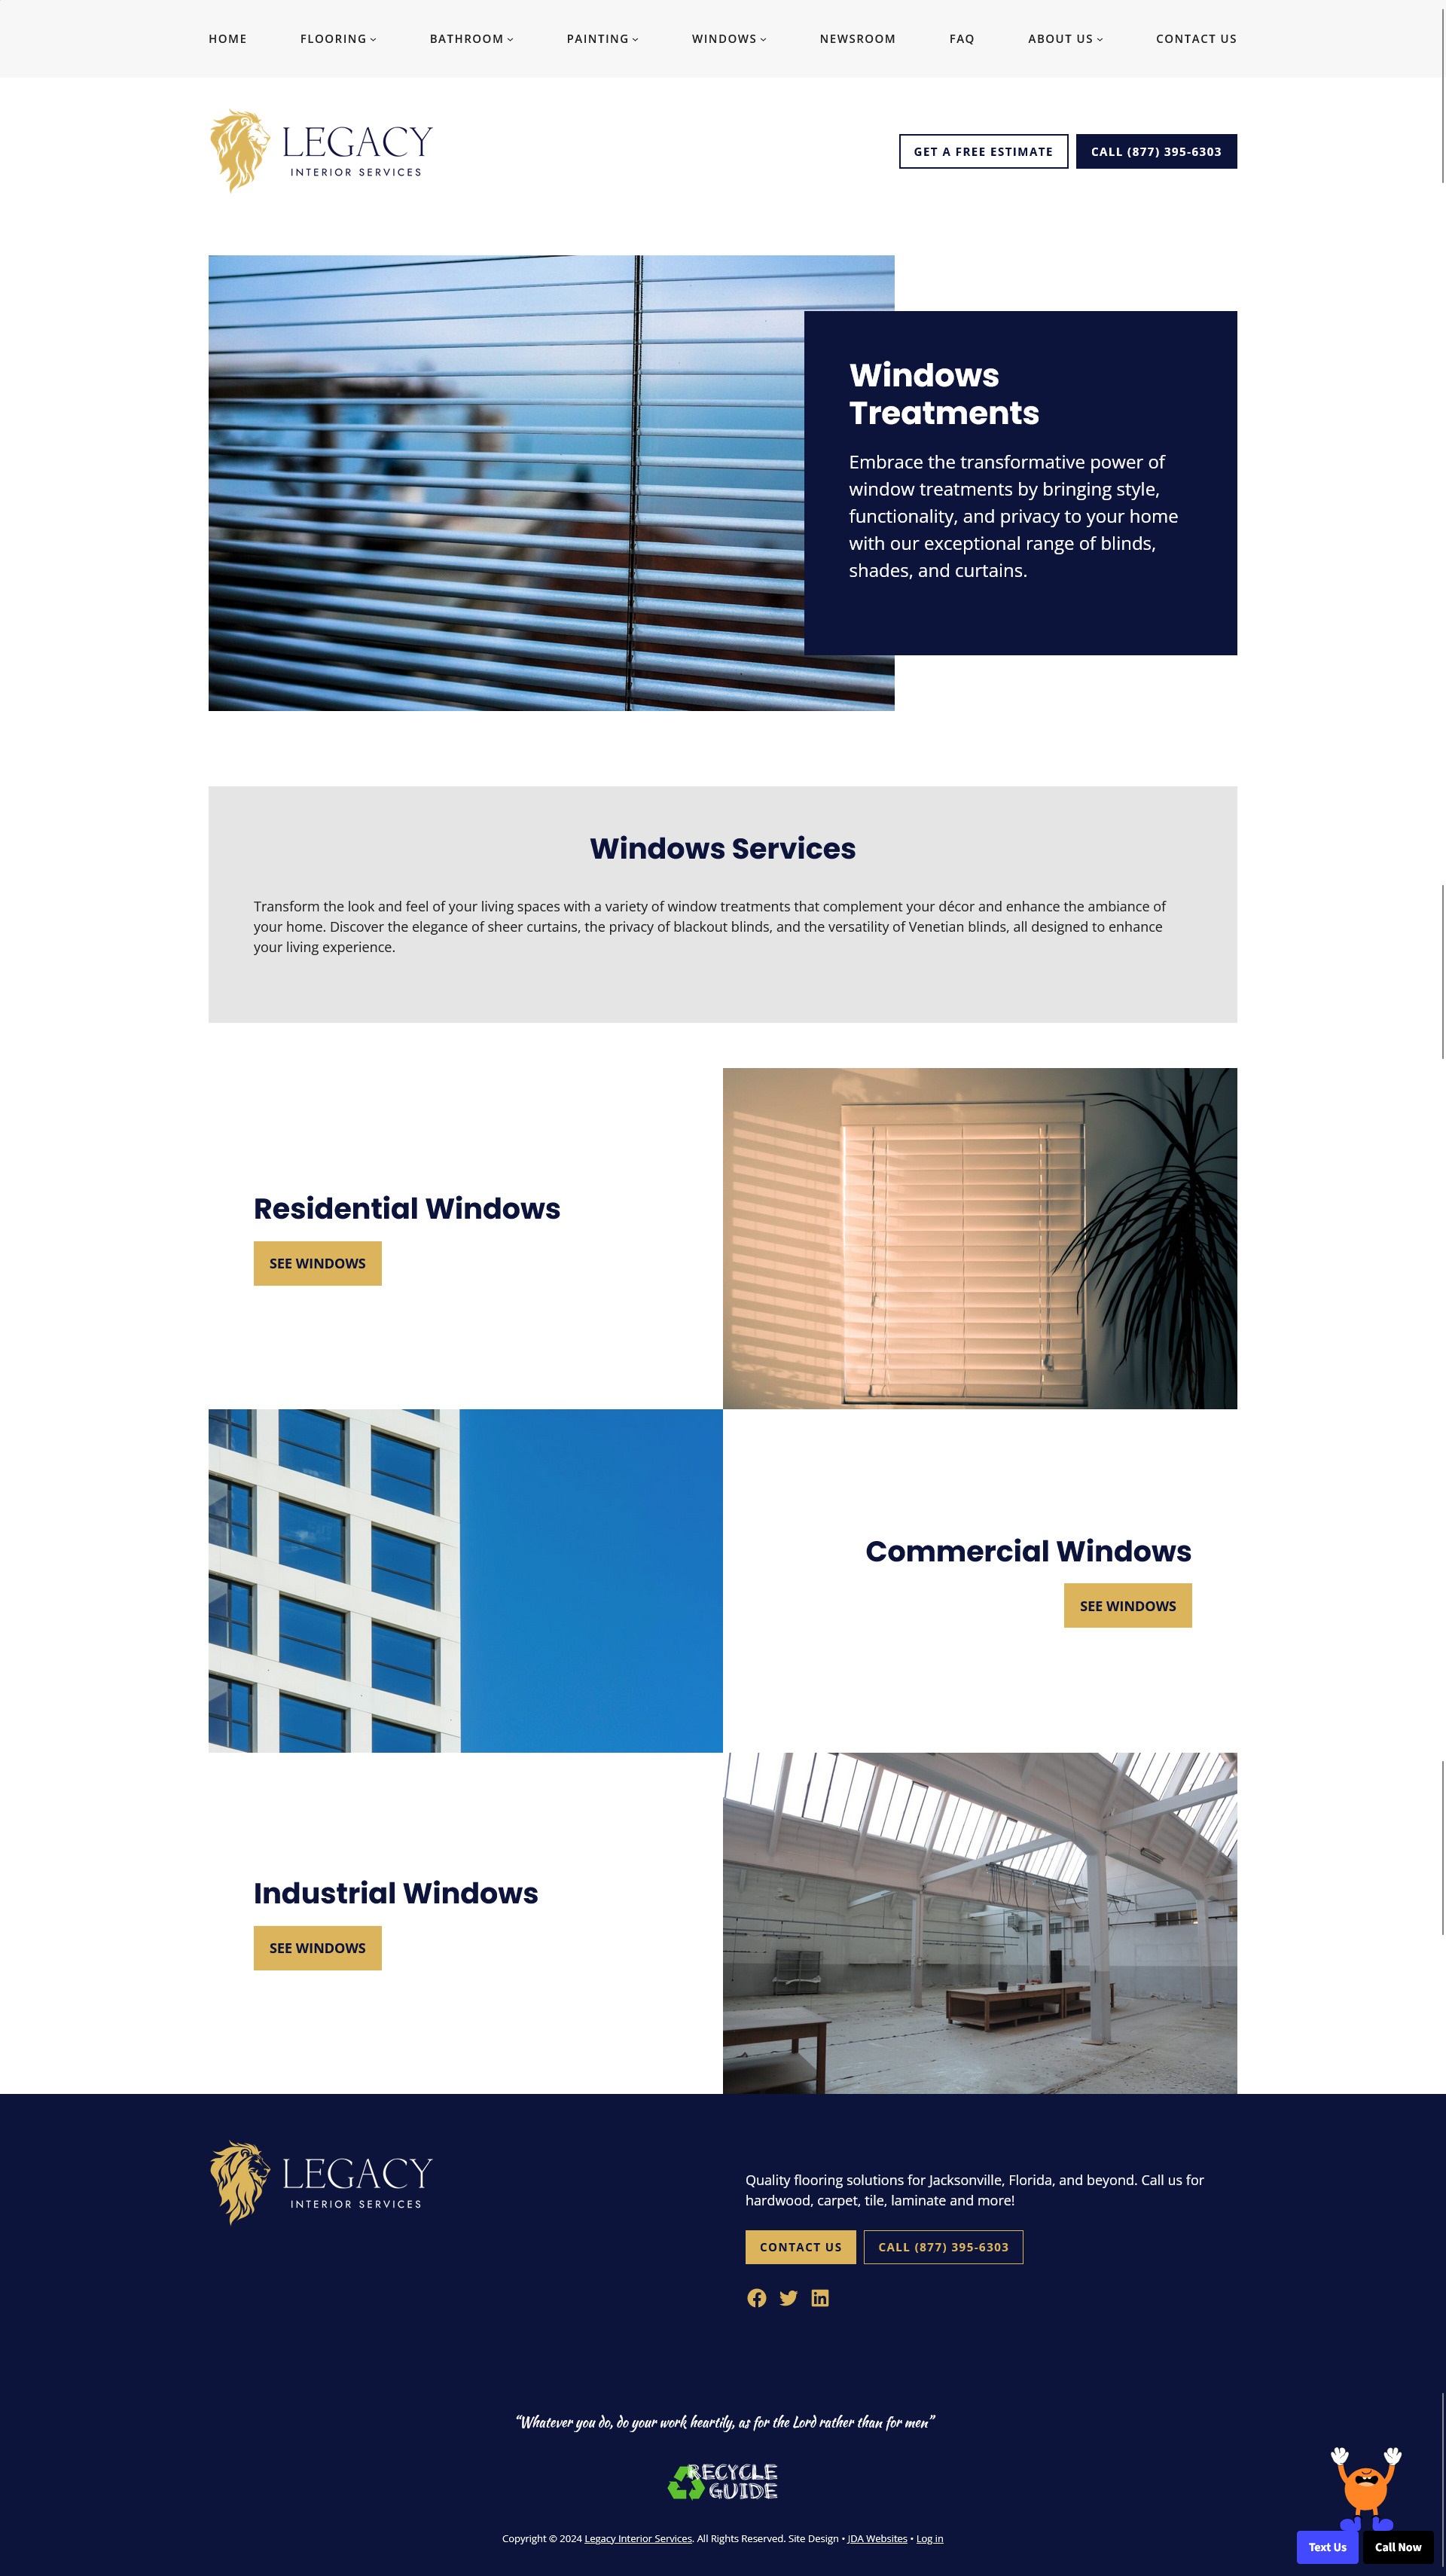 HOME FLOORING BATHROOM PAINTING WINDOWS NEWSROOM FAQ ABOUT US CONTACT US
LEGACY
INTERIOR SERVICES
GET A FREE ESTIMATE CALL (877) 395-6303
Windows
Treatments
Embrace the transformative power of
window treatments by bringing style,
functionality, and privacy to your home
with our exceptional range of blinds,
shades, and curtains.
Windows Services
Transform the look and feel of your living spaces with a variety of window treatments that complement your décor and enhance the ambiance of
your home. Discover the elegance of sheer curtains, the privacy of blackout blinds, and the versatility of Venetian blinds, all designed to enhance
your living experience.
Residential Windows
SEE WINDOWS
Commercial Windows
SEE WINDOWS
Industrial Windows
SEE WINDOWS
LEGACY
INTERIOR SERVICES
Quality flooring solutions for Jacksonville, Florida, and beyond. Call us for
hardwood, carpet, tile, laminate and more!
CONTACT US CALL (877) 395-6303
“Whatever you do, do your work heartily, as for the Lord rather than for men”
RECYCLE
GUIDE
Copyright © 2024 Legacy Interior Services. All Rights Reserved. Site Design • JDA Websites • Log in
Text Us Call Now